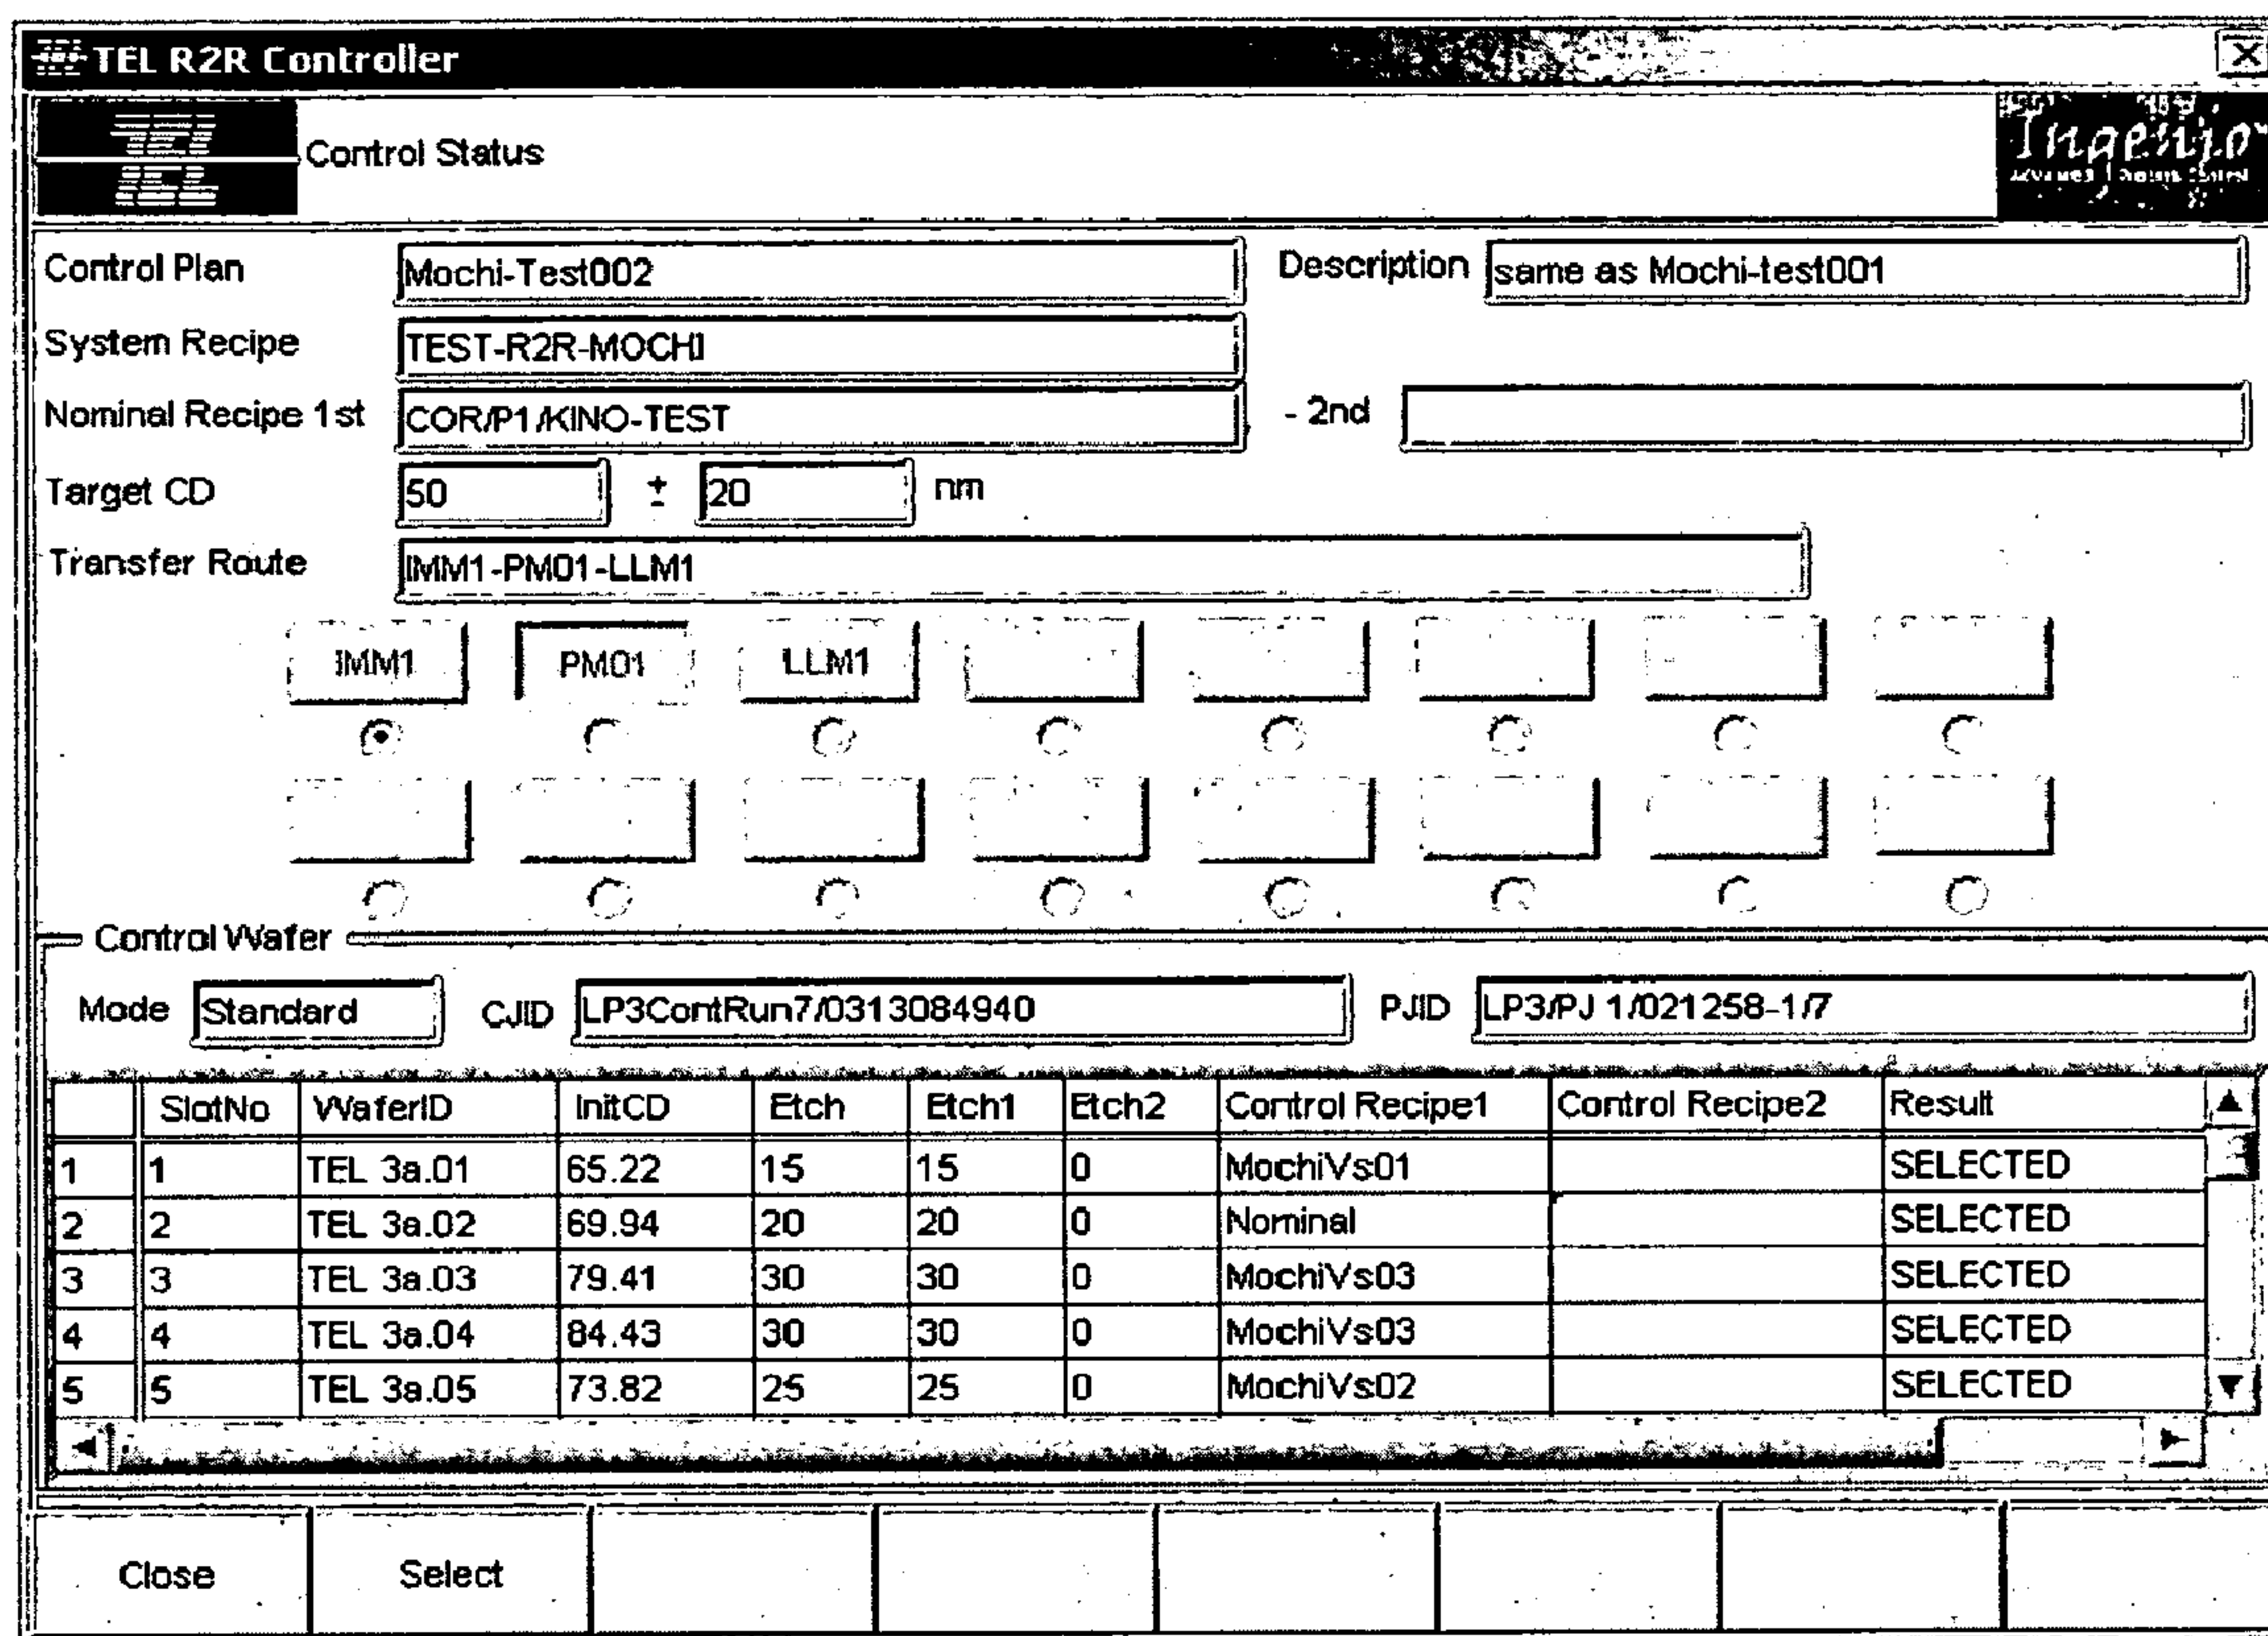 TEL R2R Controller
TEL Control Status Ingenio
Control Plan Mochi-Test002 Description same as Mochi-test001
System Recipe TEST-R2R-MOCHI
Nominal Recipe 1st COR/P1/KINO-TEST - 2nd
Target CD 50 ± 20 nm
Transfer Route IMM1-PM01-LLM1
IMM1 PM01 LLM1
Control Wafer
Mode Standard CJID LP3ContRun7/0313084940 PJID LP3/PJ 1/021258-1/7
SlotNo WaferID InitCD Etch Etch1 Etch2 Control Recipe1 Control Recipe2 Result
1 1 TEL 3a.01 65.22 15 15 0 MochiVs01 SELECTED
2 2 TEL 3a.02 69.94 20 20 0 Nominal SELECTED
3 3 TEL 3a.03 79.41 30 30 0 MochiVs03 SELECTED
4 4 TEL 3a.04 84.43 30 30 0 MochiVs03 SELECTED
5 5 TEL 3a.05 73.82 25 25 0 MochiVs02 SELECTED
Close Select